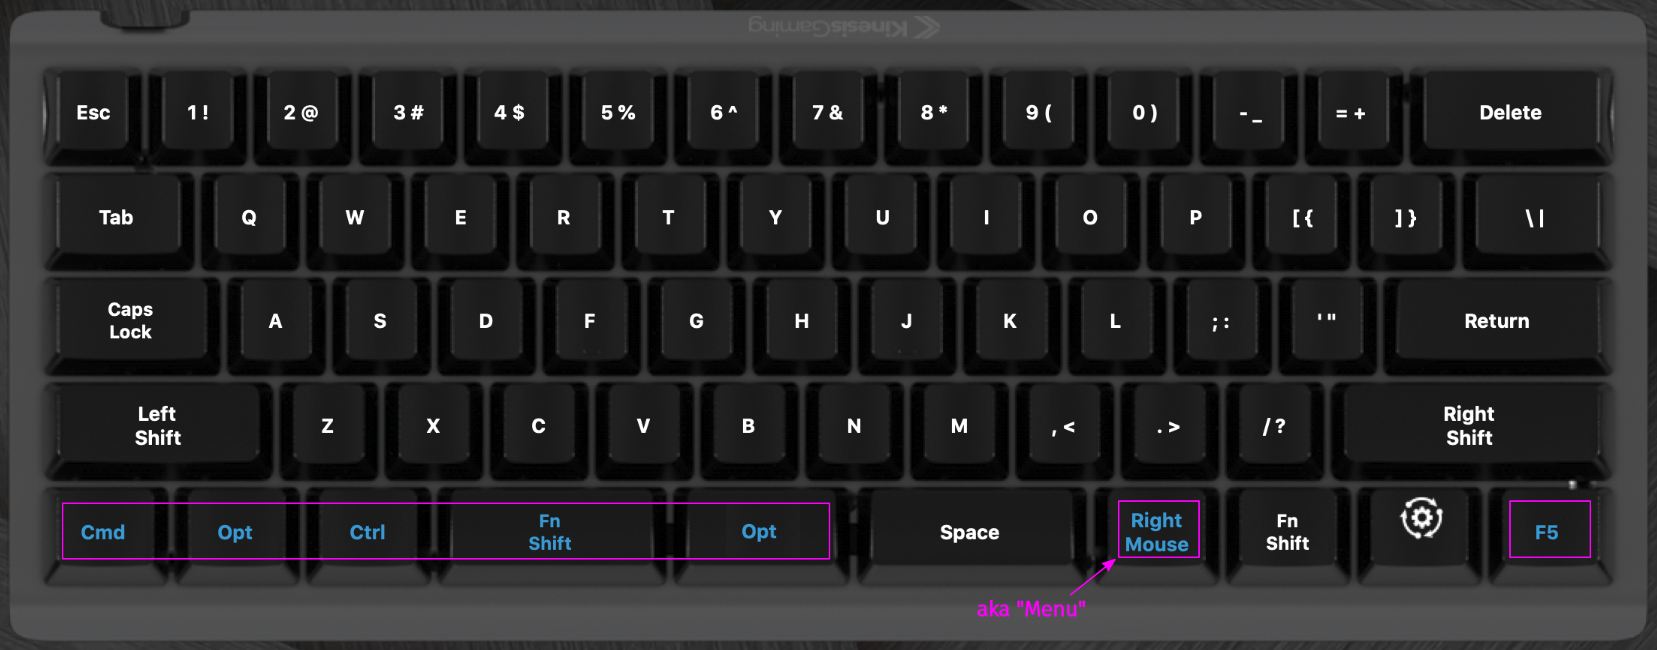 KinesisGaming
Esc 1 ! 2 @ 3 # 4 $ 5 % 6 ^ 7 & 8 * 9 ( 0 ) - _ = + Delete
Tab Q W E R T Y U I O P [ { ] } \ |
Caps Lock A S D F G H J K L ; : ' " Return
Left Shift Z X C V B N M , < . > / ? Right Shift
Cmd Opt Ctrl Fn Shift Opt Space Right Mouse Fn Shift F5
aka "Menu"